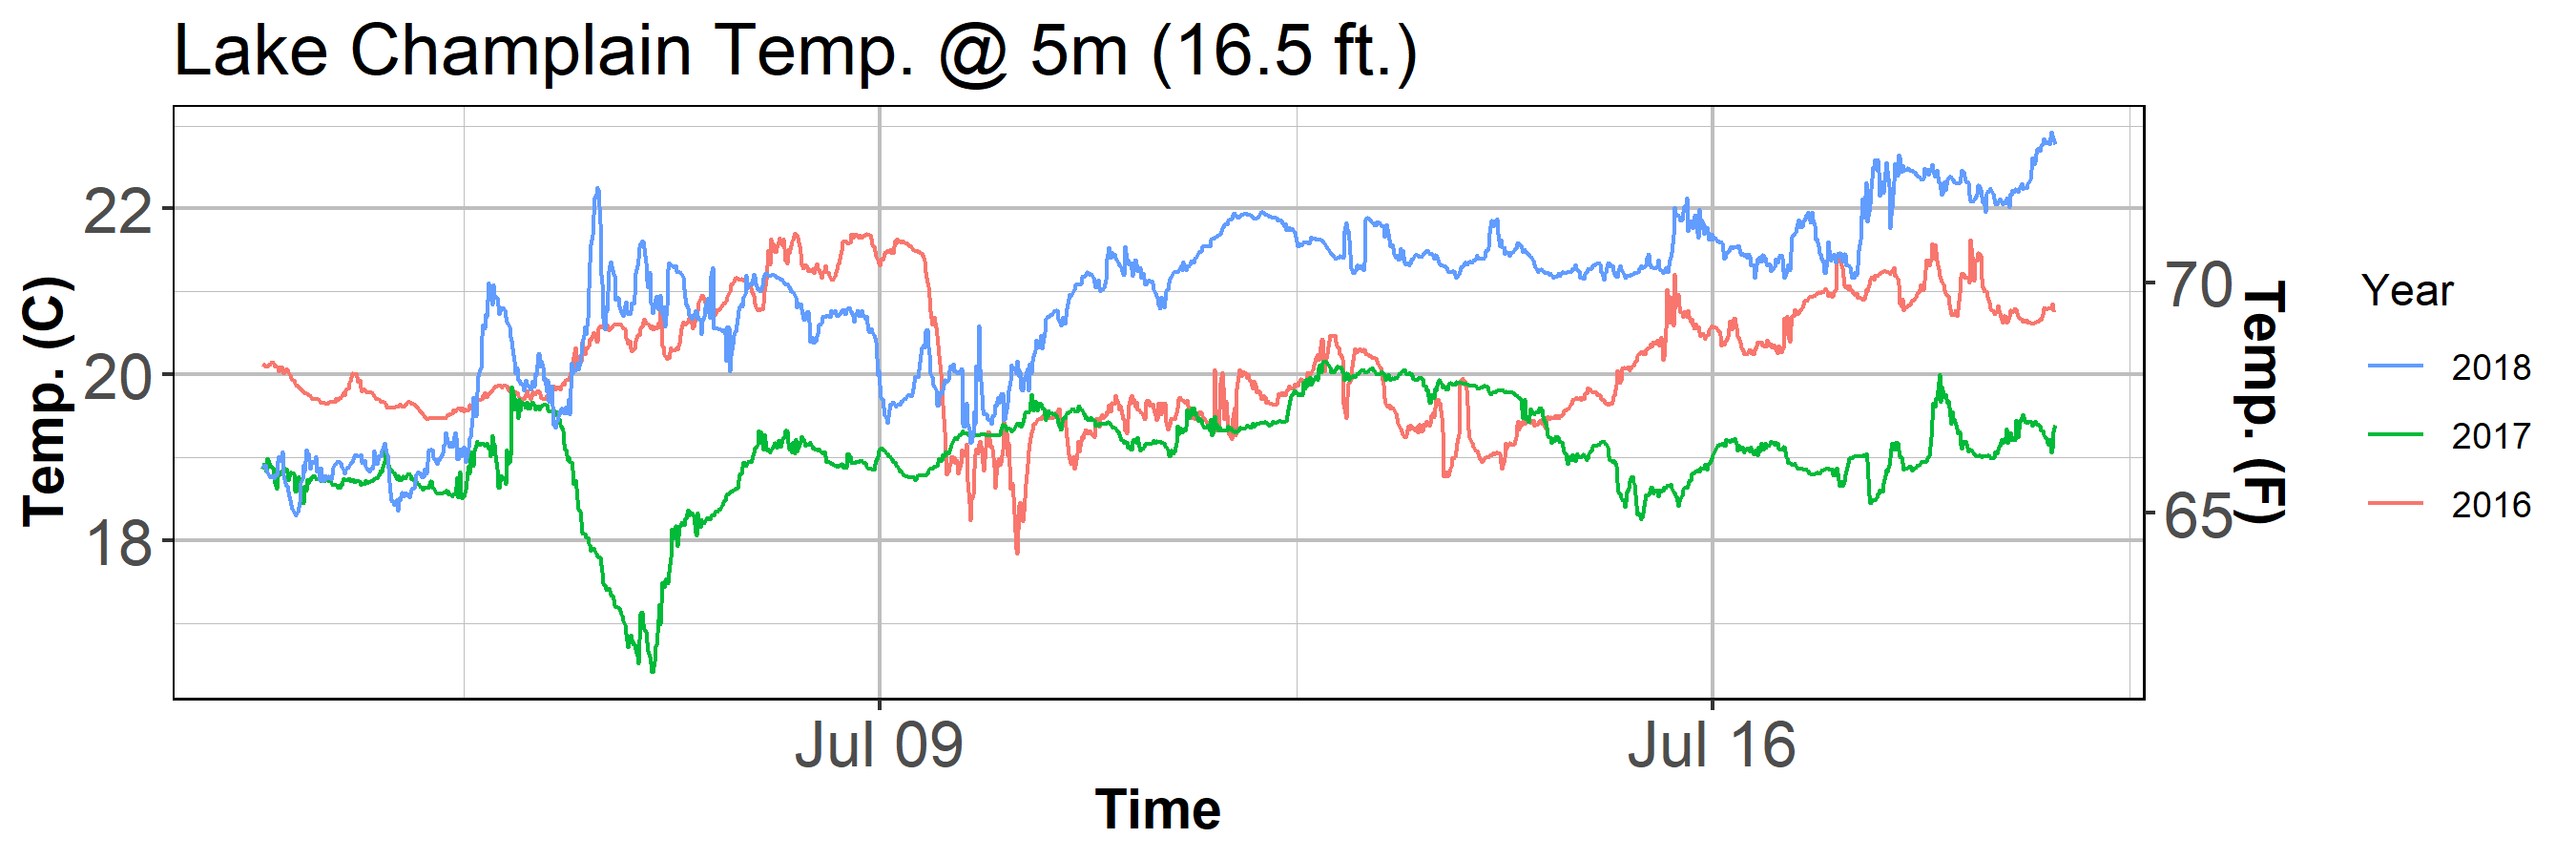 Lake Champlain Temp. @ 5m (16.5 ft.)
Temp. (C)
22
20
18
70
65
Temp. (F)
Jul 09
Jul 16
Time
Year
2018
2017
2016